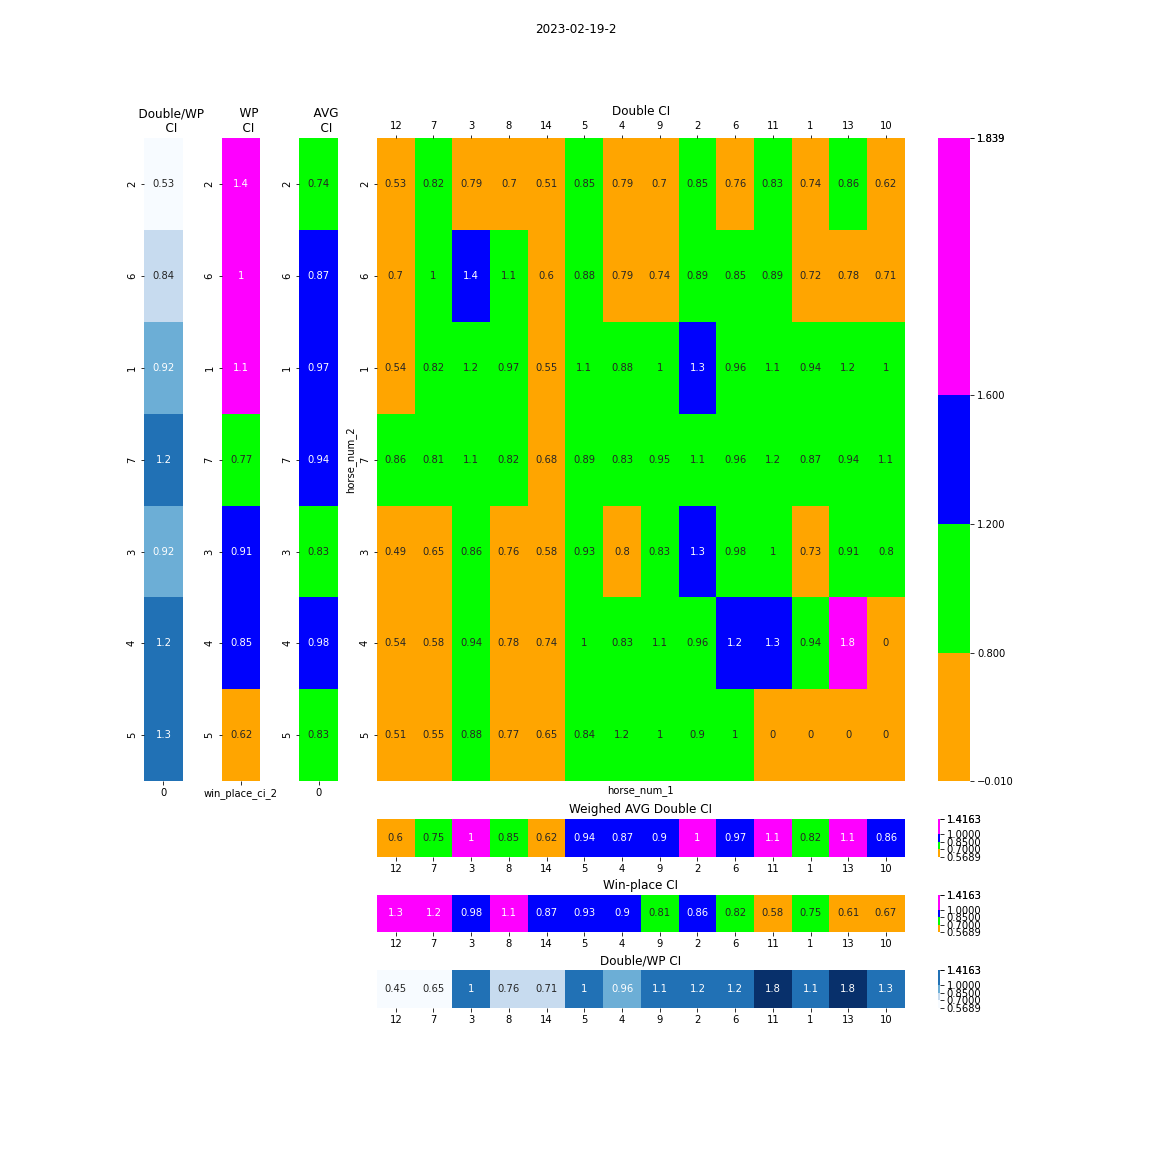 2023-02-19-2
Double/WP CI WP CI AVG CI Double CI
12 7 3 8 14 5 4 9 2 6 11 1 13 10 1.839
2 0.53 2 1.4 2 0.74 2 0.53 0.82 0.79 0.7 0.51 0.85 0.79 0.7 0.85 0.76 0.83 0.74 0.86 0.62
6 0.84 6 1 6 0.87 6 0.7 1 1.4 1.1 0.6 0.88 0.79 0.74 0.89 0.85 0.89 0.72 0.78 0.71
1 0.92 1 1.1 1 0.97 1 0.54 0.82 1.2 0.97 0.55 1.1 0.88 1 1.3 0.96 1.1 0.94 1.2 1
1.600
horse_num_2
7 1.2 7 0.77 7 0.94 7 0.86 0.81 1.1 0.82 0.68 0.89 0.83 0.95 1.1 0.96 1.2 0.87 0.94 1.1
1.200
3 0.92 3 0.91 3 0.83 3 0.49 0.65 0.86 0.76 0.58 0.93 0.8 0.83 1.3 0.98 1 0.73 0.91 0.8
4 1.2 4 0.85 4 0.98 4 0.54 0.58 0.94 0.78 0.74 1 0.83 1.1 0.96 1.2 1.3 0.94 1.8 0
0.800
5 1.3 5 0.62 5 0.83 5 0.51 0.55 0.88 0.77 0.65 0.84 1.2 1 0.9 1 0 0 0 0
−0.010
0 win_place_ci_2 0 horse_num_1
Weighed AVG Double CI
0.6 0.75 1 0.85 0.62 0.94 0.87 0.9 1 0.97 1.1 0.82 1.1 0.86
12 7 3 8 14 5 4 9 2 6 11 1 13 10
1.4163
1.0000
0.8500
0.7000
0.5689
Win-place CI
1.3 1.2 0.98 1.1 0.87 0.93 0.9 0.81 0.86 0.82 0.58 0.75 0.61 0.67
12 7 3 8 14 5 4 9 2 6 11 1 13 10
1.4163
1.0000
0.8500
0.7000
0.5689
Double/WP CI
0.45 0.65 1 0.76 0.71 1 0.96 1.1 1.2 1.2 1.8 1.1 1.8 1.3
12 7 3 8 14 5 4 9 2 6 11 1 13 10
1.4163
1.0000
0.8500
0.7000
0.5689